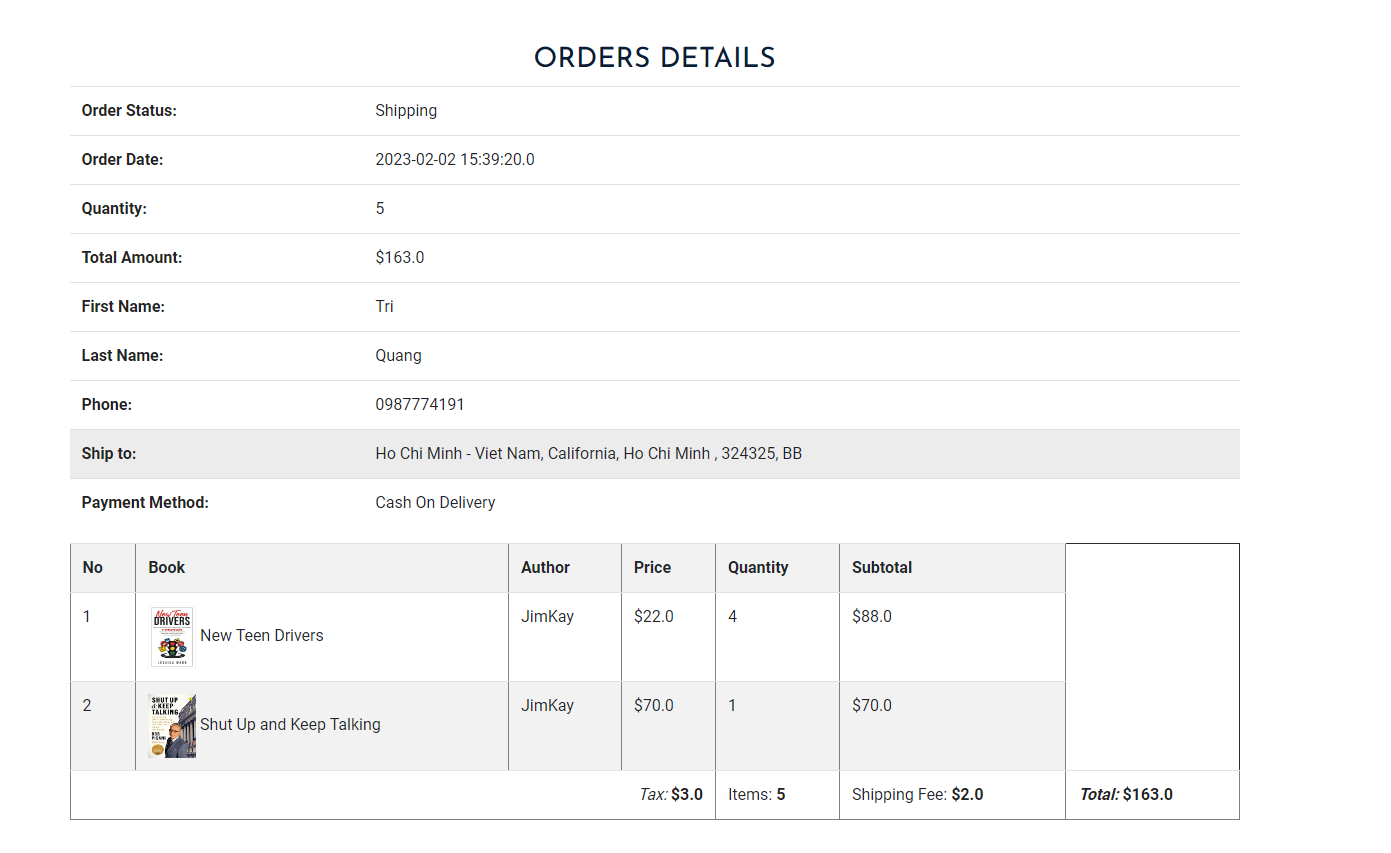 ORDERS DETAILS
Order Status: Shipping
Order Date: 2023-02-02 15:39:20.0
Quantity: 5
Total Amount: $163.0
First Name: Tri
Last Name: Quang
Phone: 0987774191
Ship to: Ho Chi Minh - Viet Nam, California, Ho Chi Minh , 324325, BB
Payment Method: Cash On Delivery
No Book Author Price Quantity Subtotal
1 New Teen Drivers JimKay $22.0 4 $88.0
New Teen
DRIVERS
JESSICA WEBB
2 Shut Up and Keep Talking JimKay $70.0 1 $70.0
SHUT UP
& KEEP
TALKING
BOB
PISANI
Tax: $3.0 Items: 5 Shipping Fee: $2.0 Total: $163.0